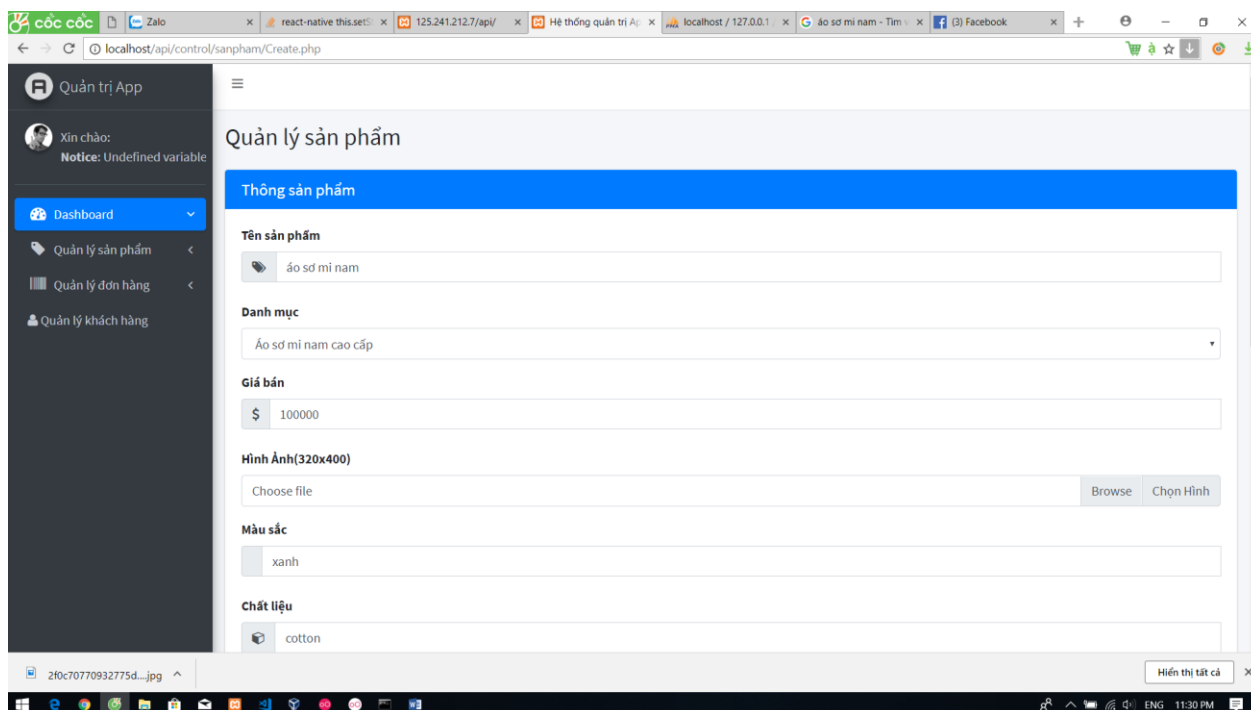 cốc cốc
Zalo
react-native this.setS
125.241.212.7/api/
Hệ thống quản trị Ap
localhost / 127.0.0.1 /
áo sơ mi nam - Tìm v
(3) Facebook
localhost/api/control/sanpham/Create.php
Quản trị App
Xin chào:
Notice: Undefined variable
Dashboard
Quản lý sản phẩm
Quản lý đơn hàng
Quản lý khách hàng
Quản lý sản phẩm
Thông sản phẩm
Tên sản phẩm
áo sơ mi nam
Danh mục
Áo sơ mi nam cao cấp
Giá bán
$ 100000
Hình Ảnh(320x400)
Choose file Browse Chọn Hình
Màu sắc
xanh
Chất liệu
cotton
2f0c70770932775d....jpg
Hiển thị tất cả
ENG 11:30 PM